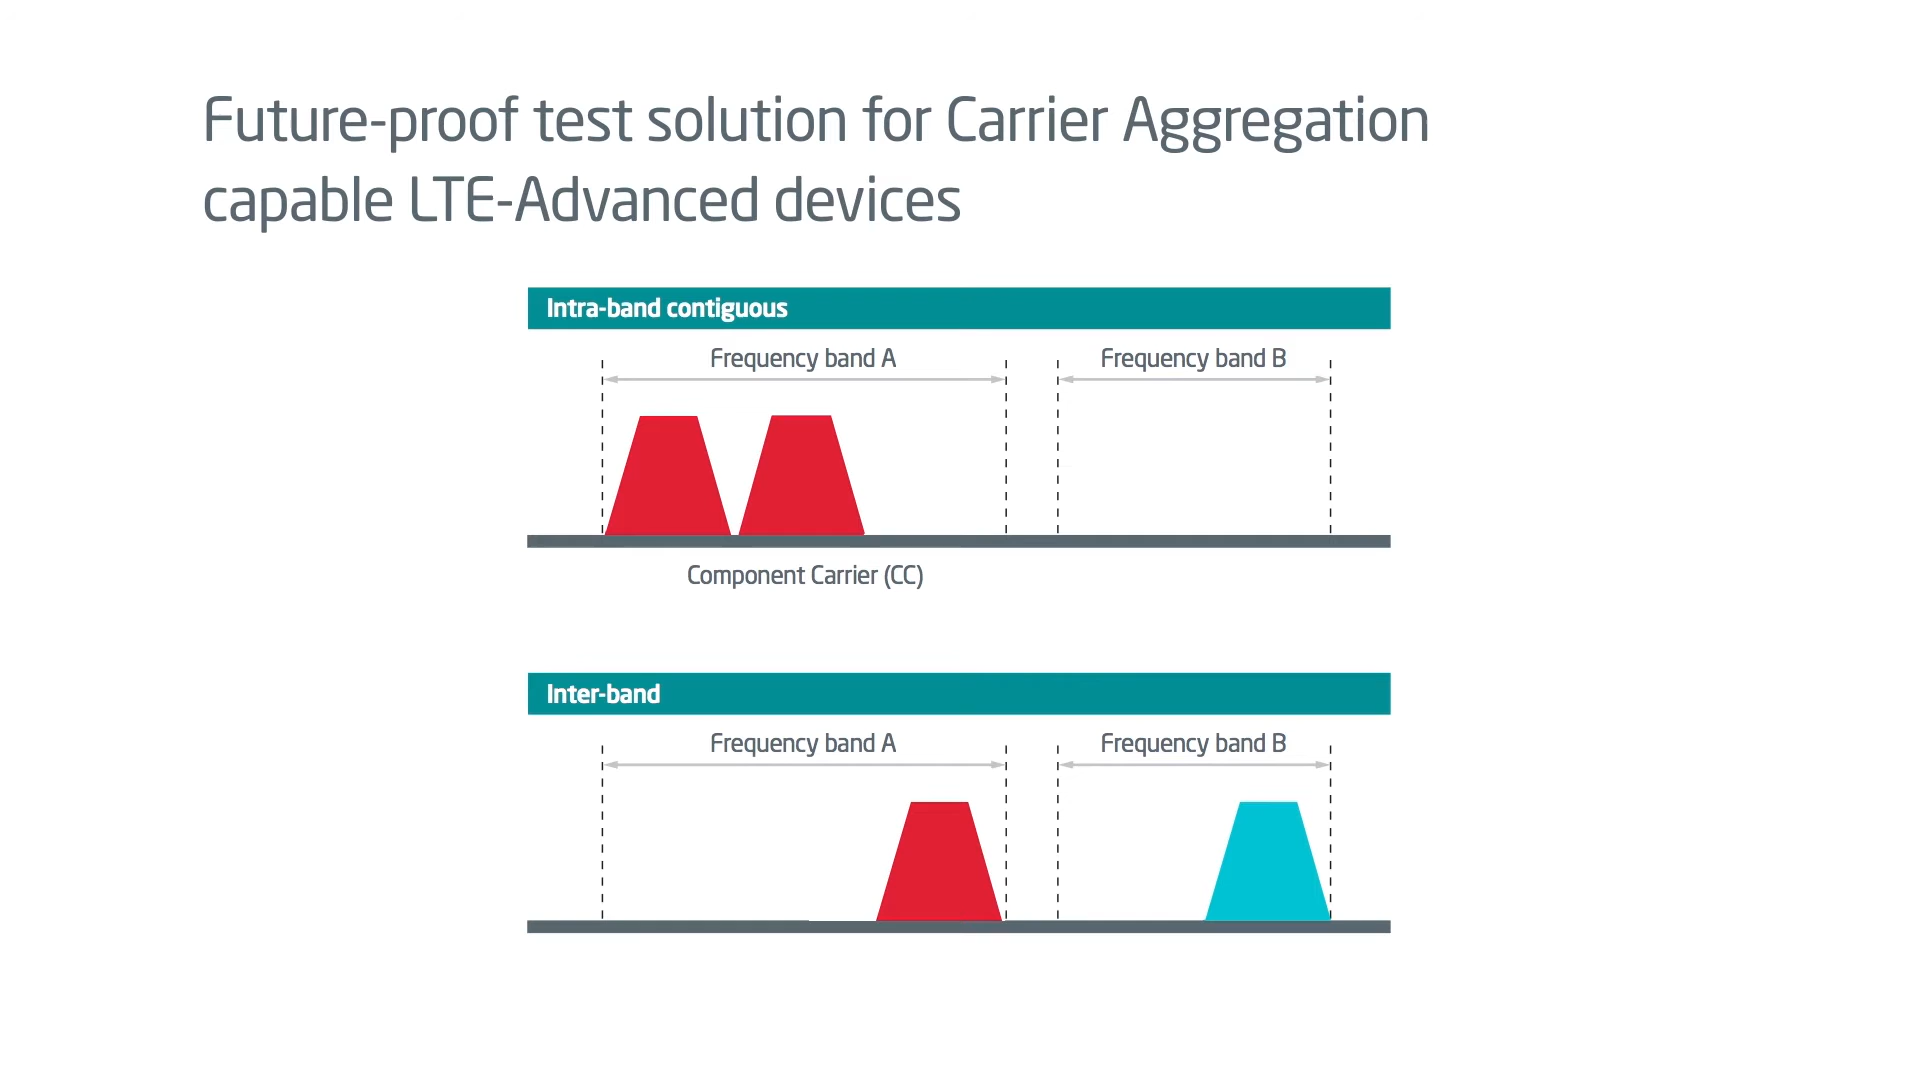 Future-proof test solution for Carrier Aggregation
capable LTE-Advanced devices
Intra-band contiguous
Frequency band A
Frequency band B
Component Carrier (CC)
Inter-band
Frequency band A
Frequency band B